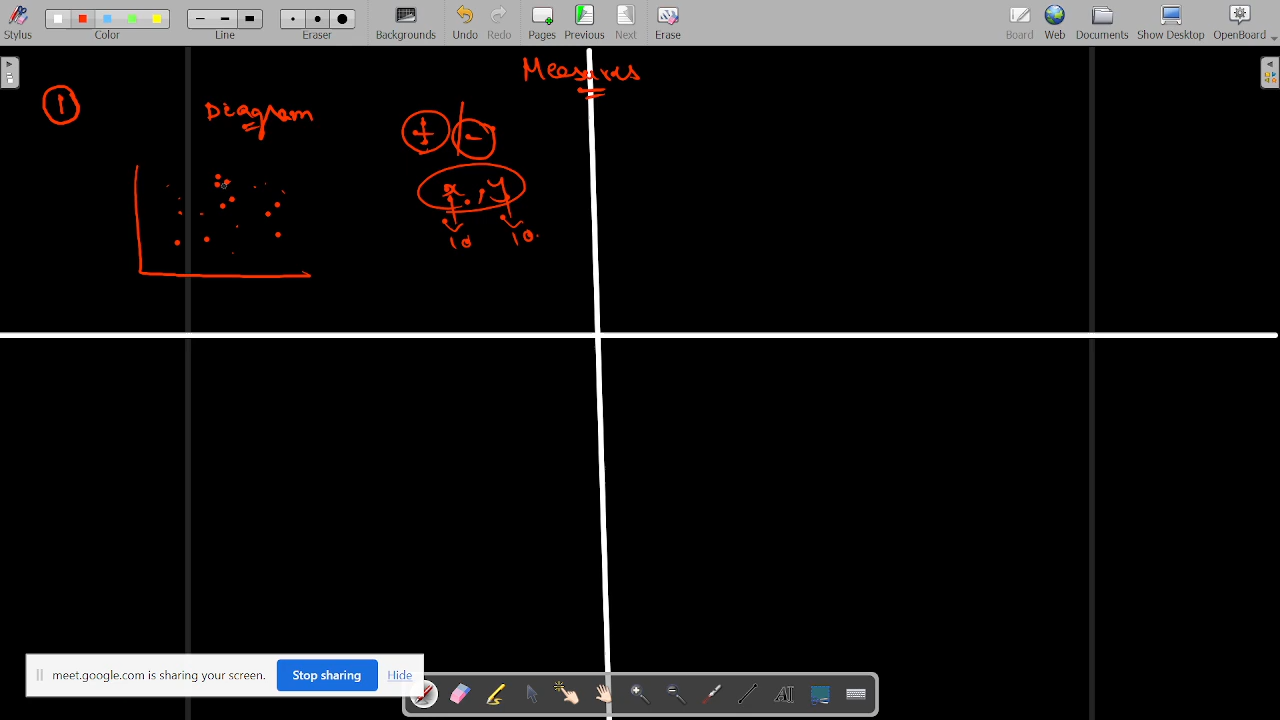 Stylus Color Line Eraser Backgrounds Undo Redo Pages Previous Next Erase Board Web Documents Show Desktop OpenBoard
Measures
1
Diagram
+ -
x , y
10 10.
meet.google.com is sharing your screen. Stop sharing Hide
AI